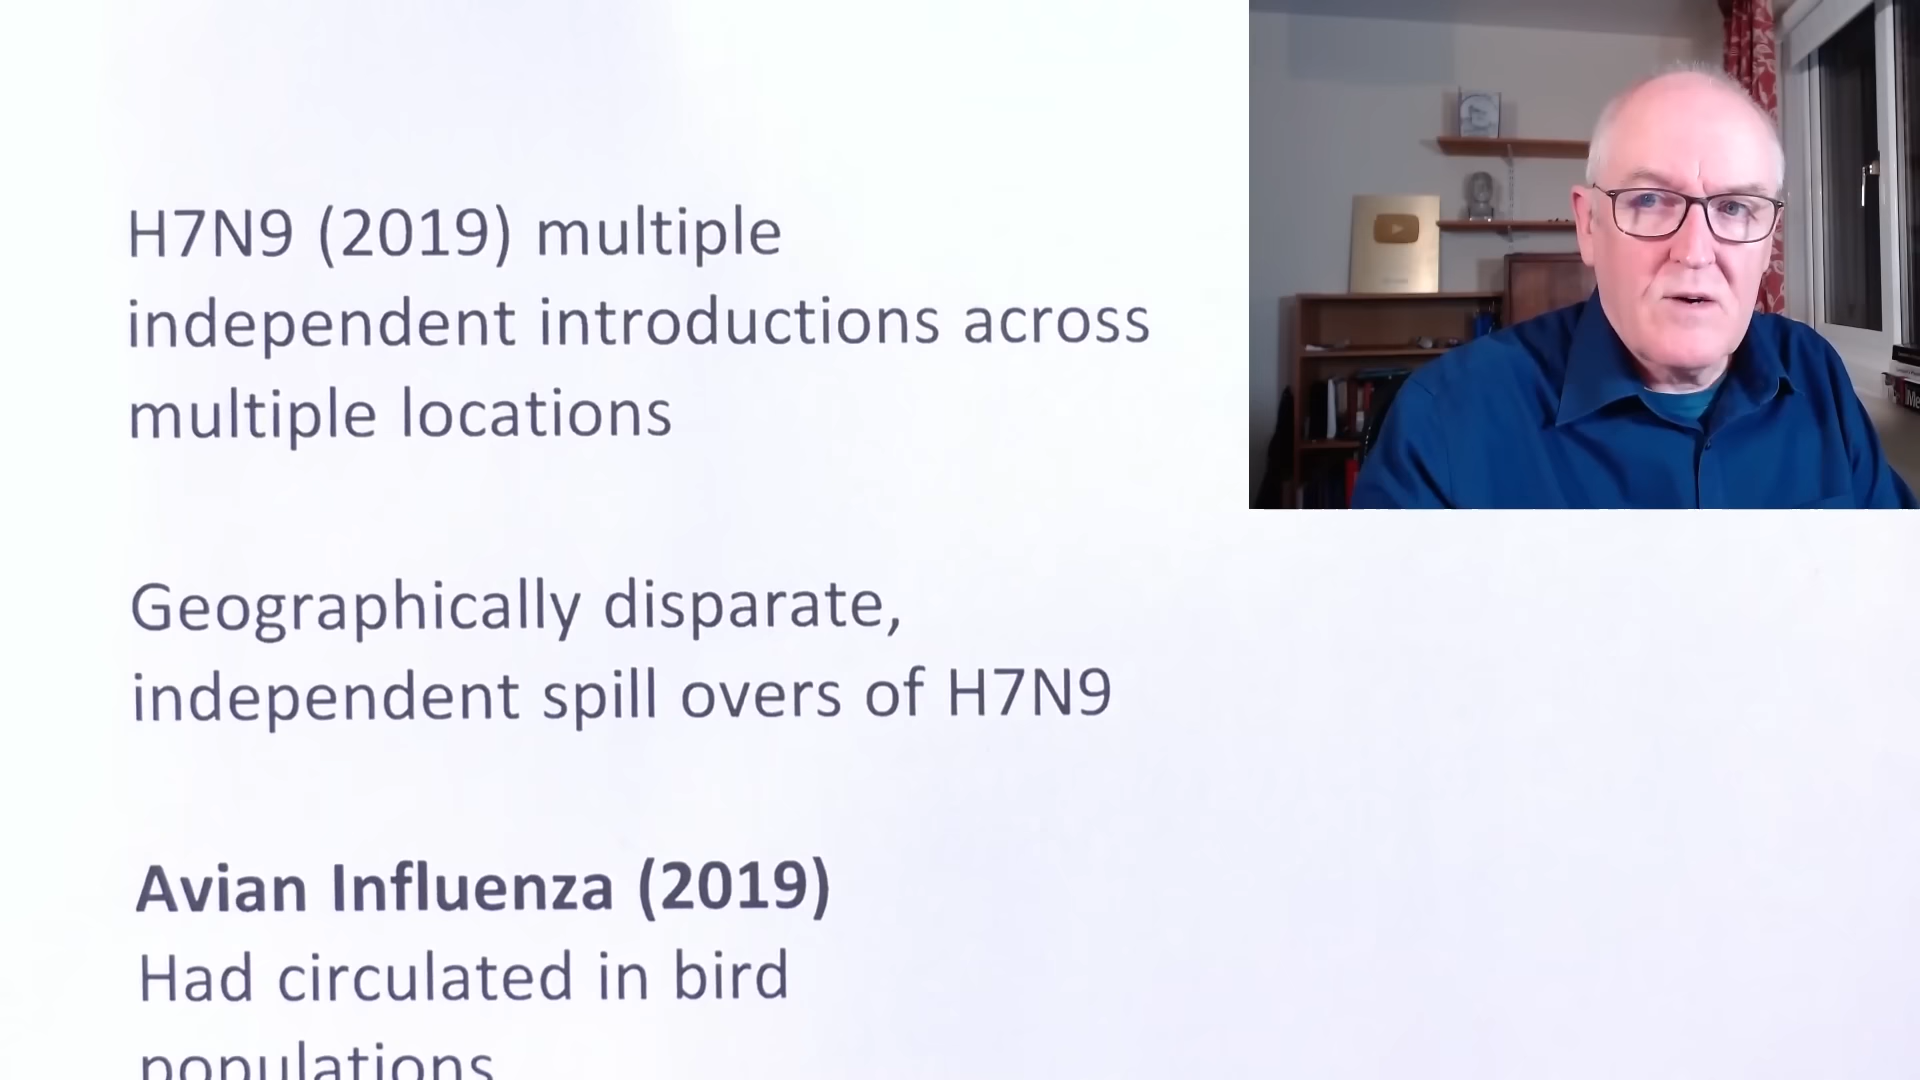 H7N9 (2019) multiple
independent introductions across
multiple locations
Geographically disparate,
independent spill overs of H7N9
Avian Influenza (2019)
Had circulated in bird
populations